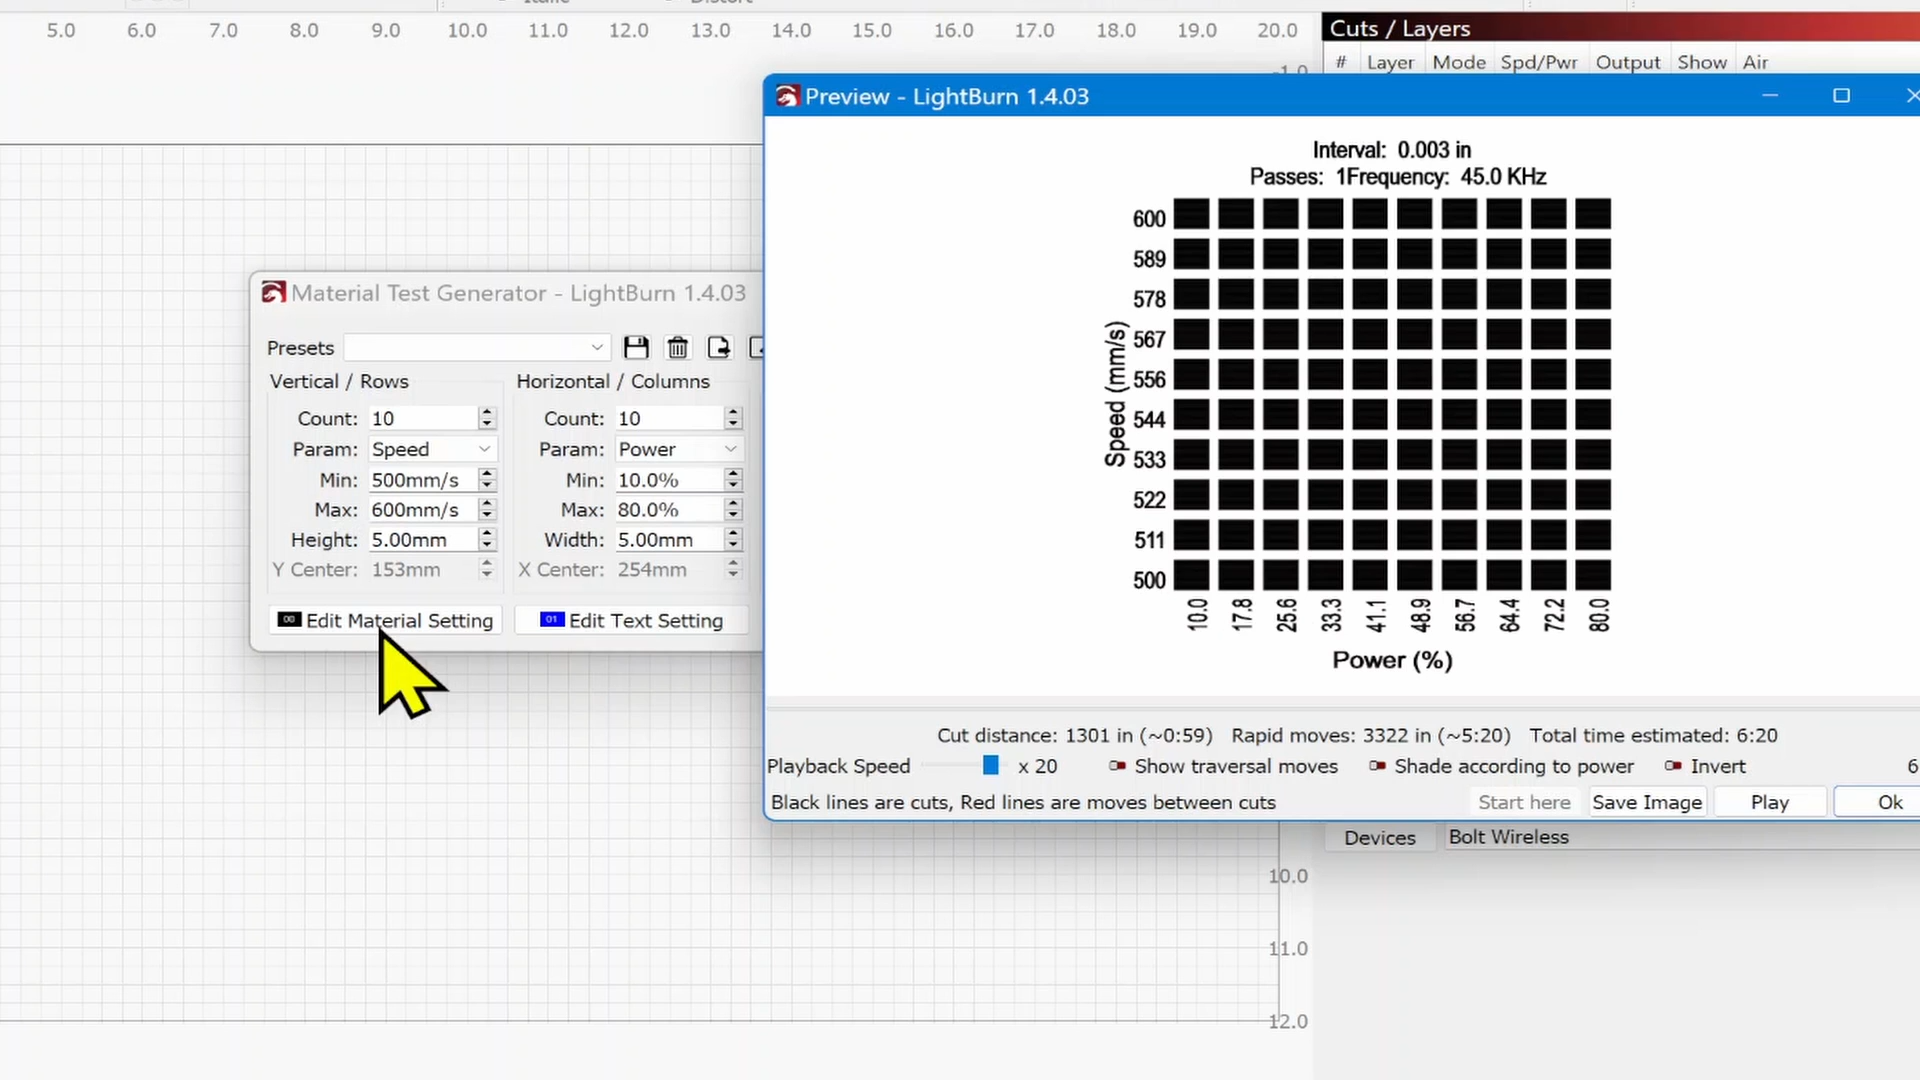 5.0 6.0 7.0 8.0 9.0 10.0 11.0 12.0 13.0 14.0 15.0 16.0 17.0 18.0 19.0 20.0
Cuts / Layers
# Layer Mode Spd/Pwr Output Show Air
Preview - LightBurn 1.4.03
Interval: 0.003 in
Passes: 1Frequency: 45.0 KHz
Speed (mm/s)
600
589
578
567
556
544
533
522
511
500
10.0 17.8 25.6 33.3 41.1 48.9 56.7 64.4 72.2 80.0
Power (%)
Cut distance: 1301 in (~0:59) Rapid moves: 3322 in (~5:20) Total time estimated: 6:20
Playback Speed x 20 Show traversal moves Shade according to power Invert 6
Black lines are cuts, Red lines are moves between cuts Start here Save Image Play Ok
Material Test Generator - LightBurn 1.4.03
Presets
Vertical / Rows Horizontal / Columns
Count: 10 Count: 10
Param: Speed Param: Power
Min: 500mm/s Min: 10.0%
Max: 600mm/s Max: 80.0%
Height: 5.00mm Width: 5.00mm
Y Center: 153mm X Center: 254mm
00 Edit Material Setting 01 Edit Text Setting
Devices Bolt Wireless
10.0
11.0
12.0